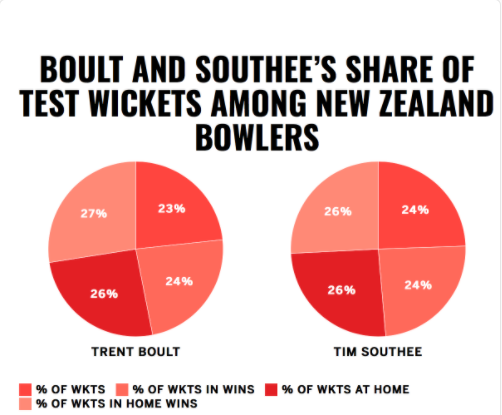 BOULT AND SOUTHEE'S SHARE OF
TEST WICKETS AMONG NEW ZEALAND
BOWLERS
27%
23%
26%
24%
TRENT BOULT
26%
24%
26%
24%
TIM SOUTHEE
% OF WKTS
% OF WKTS IN WINS
% OF WKTS AT HOME
% OF WKTS IN HOME WINS